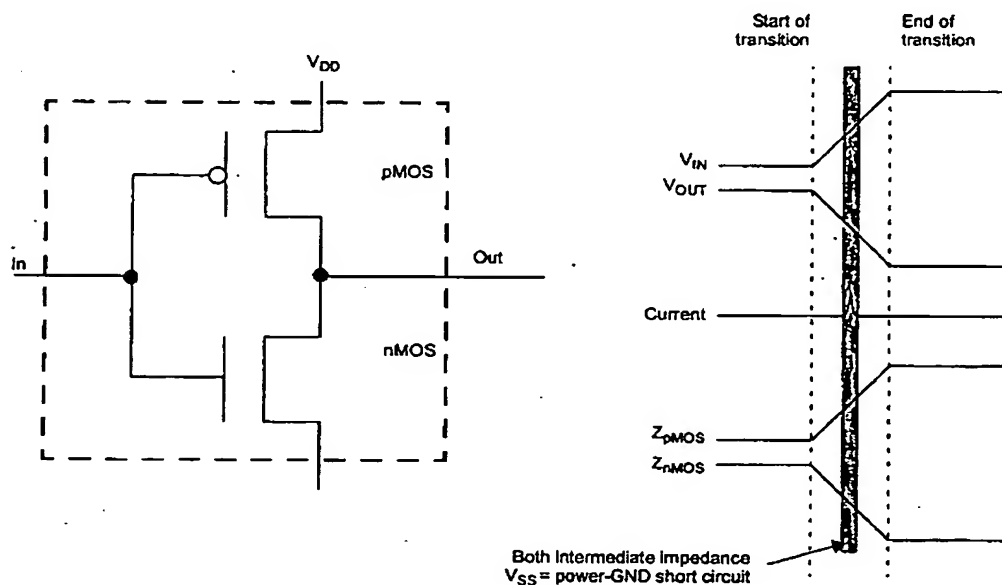 Start of
transition
End of
transition
VDD
pMOS
In
Out
nMOS
VIN
VOUT
Current
ZpMOS
ZnMOS
Both Intermediate Impedance
VSS = power-GND short circuit